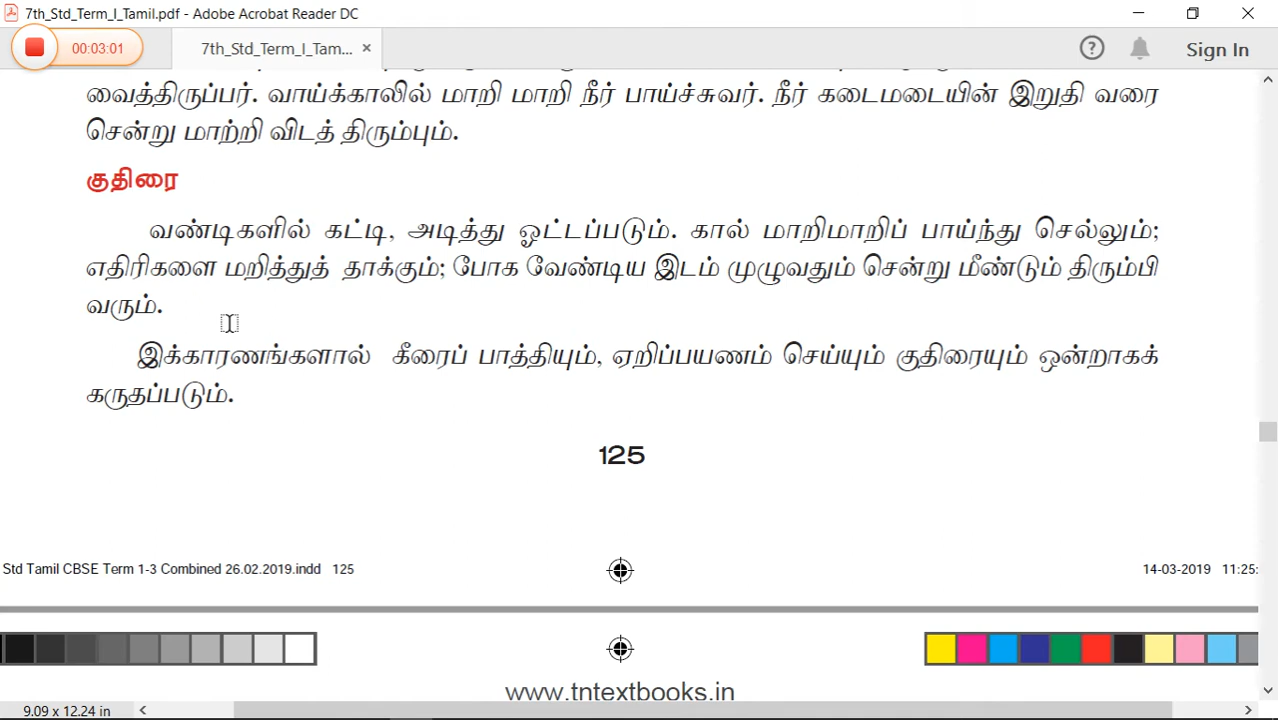 7th_Std_Term_I_Tamil.pdf - Adobe Acrobat Reader DC
00:03:01
7th_Std_Term_I_Tam...
Sign In
வைத்திருப்பர். வாய்க்காலில் மாறி மாறி நீர் பாய்ச்சுவர். நீர் கடைமடையின் இறுதி வரை
சென்று மாற்றி விடத் திரும்பும்.
குதிரை
வண்டிகளில் கட்டி, அடித்து ஓட்டப்படும். கால் மாறிமாறிப் பாய்ந்து செல்லும்;
எதிரிகளை மறித்துத் தாக்கும்; போக வேண்டிய இடம் முழுவதும் சென்று மீண்டும் திரும்பி
வரும்.
இக்காரணங்களால் கீரைப் பாத்தியும், ஏறிப்பயணம் செய்யும் குதிரையும் ஒன்றாகக்
கருதப்படும்.
125
Std Tamil CBSE Term 1-3 Combined 26.02.2019.indd 125
14-03-2019 11:25:
www.tntextbooks.in
9.09 x 12.24 in